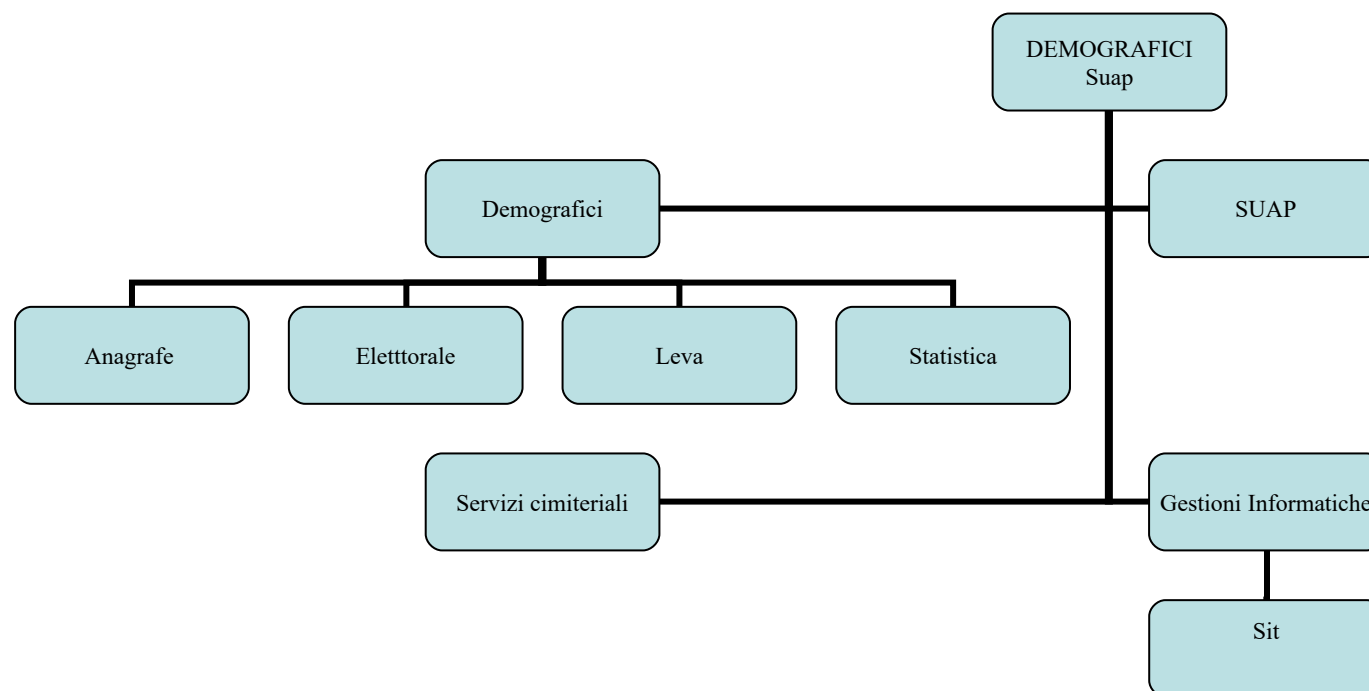 DEMOGRAFICI
Suap
Demografici
SUAP
Anagrafe
Eletttorale
Leva
Statistica
Servizi cimiteriali
Gestioni Informatiche
Sit